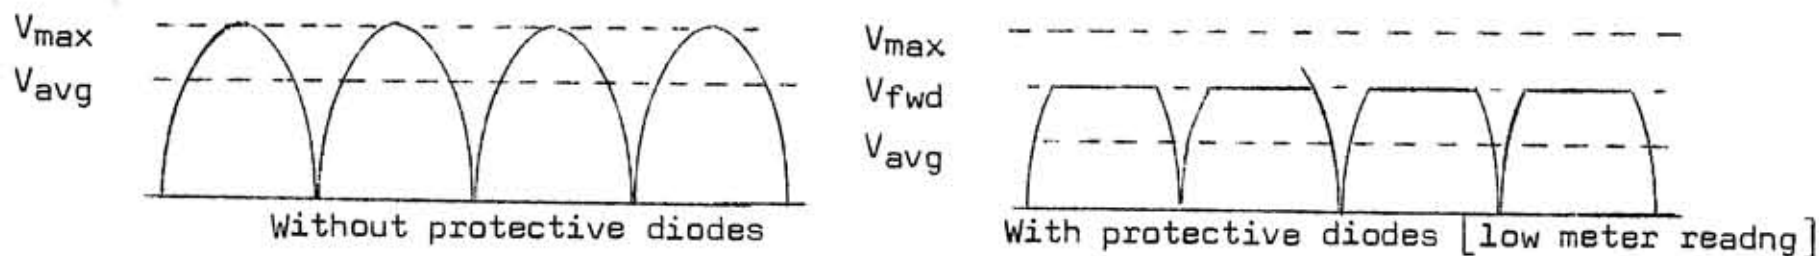 Vmax
Vavg
Without protective diodes
Vmax
Vfwd
Vavg
With protective diodes [low meter readng]